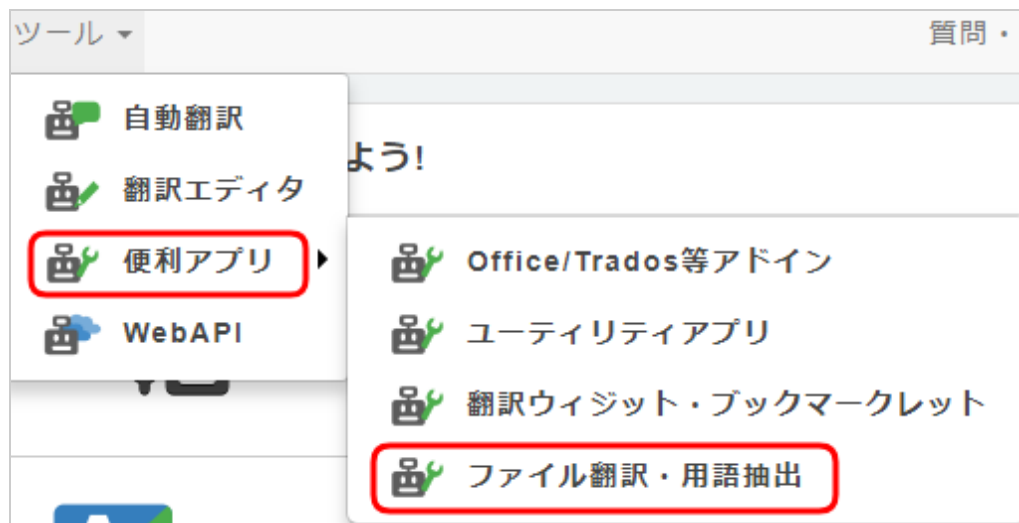 ツール
質問・
自動翻訳
よう!
翻訳エディタ
便利アプリ
Office/Trados等アドイン
WebAPI
ユーティリティアプリ
翻訳ウィジット・ブックマークレット
ファイル翻訳・用語抽出